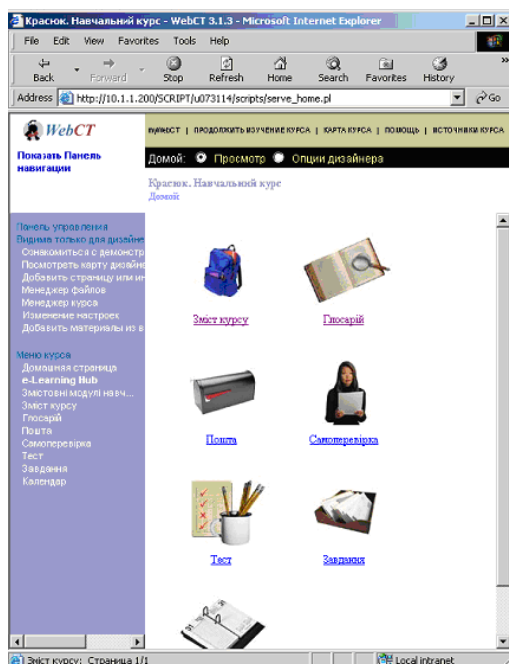 Краснок. Навчальний курс - WebCT 3.1.3 - Microsoft Internet Explorer
File Edit View Favorites Tools Help
Back Forward Stop Refresh Home Search Favorites History »
Address http://10.1.1.200/SCRIPT/u073114/scripts/serve_home.pl Go
WebCT
myWebCT | ПРОДОЛЖИТЬ ИЗУЧЕНИЕ КУРСА | КАРТА КУРСА | ПОМОЩЬ | ИСТОЧНИКИ КУРСА
Показать Панель навигации
Домой: Просмотр Опции дизайнера
Краснок. Навчальний курс
Домой
Панель управления
Видима только для дизайне
Ознакомиться с демонстр
Посмотреть карту дизайне
Добавить страницу или ин
Менеджер файлов
Менеджер курса
Изменение настроек
Добавить материалы из в
Меню курса
Домашняя страница
e-Learning Hub
Змістовні модулі навч...
Зміст курсу
Глосарій
Пошта
Самоперевірка
Тест
Завдання
Календар
Зміст курсу
Глосарій
Пошта
Самоперевірка
Тест
Завдання
Зміст курсу: Страница 1/1
Local intranet